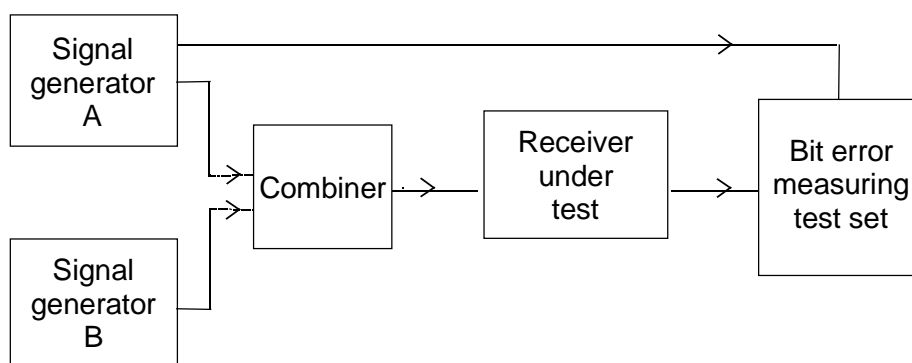 Signal
generator
A
Combiner
Receiver
under
test
Bit error
measuring
test set
Signal
generator
B